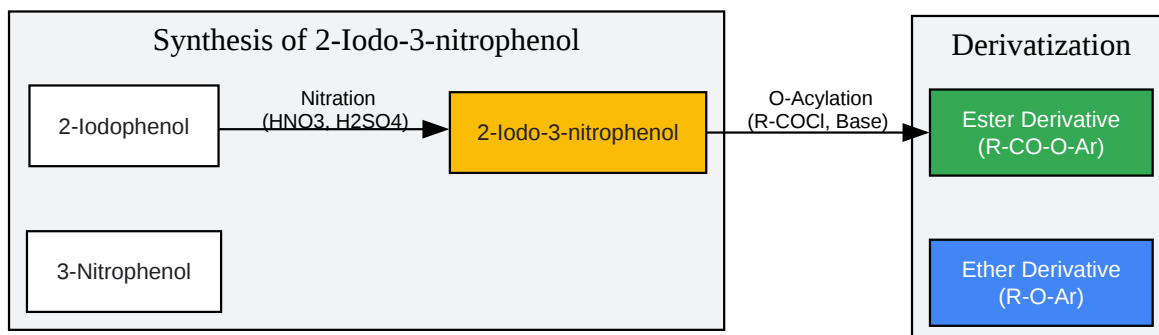 Synthesis of 2-Iodo-3-nitrophenol
Derivatization
2-Iodophenol
Nitration
(HNO3, H2SO4)
2-Iodo-3-nitrophenol
O-Acylation
(R-COCl, Base)
Ester Derivative
(R-CO-O-Ar)
3-Nitrophenol
Ether Derivative
(R-O-Ar)